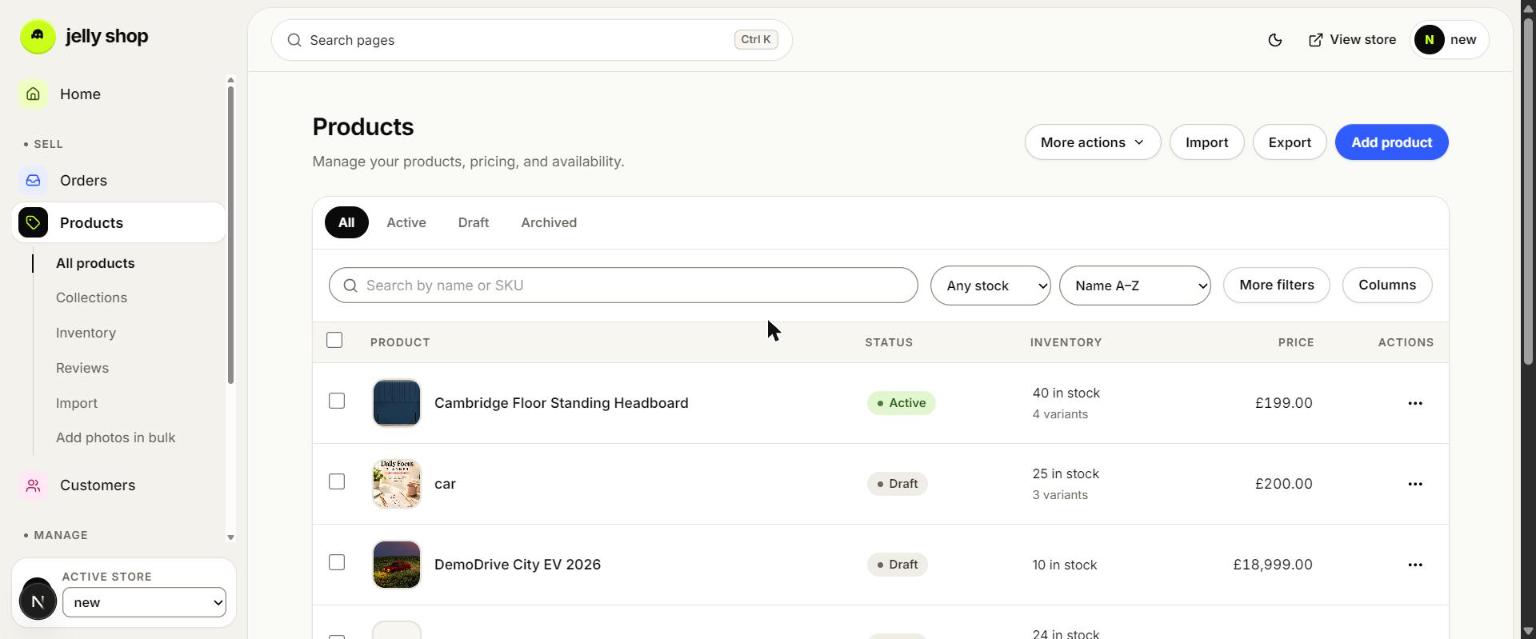 jelly shop
Search pages
Ctrl K
View store
N
new
Home
SELL
Orders
Products
All products
Collections
Inventory
Reviews
Import
Add photos in bulk
Customers
MANAGE
ACTIVE STORE
N
new
Products
Manage your products, pricing, and availability.
More actions
Import
Export
Add product
All
Active
Draft
Archived
Search by name or SKU
Any stock
Name A–Z
More filters
Columns
PRODUCT STATUS INVENTORY PRICE ACTIONS
Cambridge Floor Standing Headboard
Active
40 in stock
4 variants
£199.00
Daily Focus
car
Draft
25 in stock
3 variants
£200.00
DemoDrive City EV 2026
Draft
10 in stock
£18,999.00
24 in stock